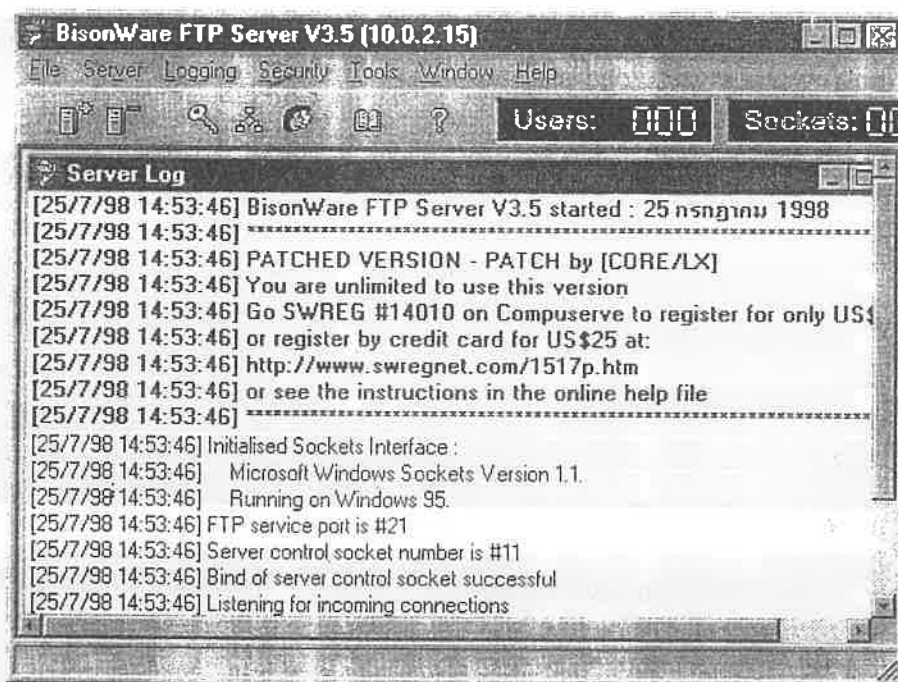 BisonWare FTP Server V3.5 (10.0.2.15)
File Server Logging Security Tools Window Help
Users: 000 Sockets: 00
Server Log
[25/7/98 14:53:46] BisonWare FTP Server V3.5 started : 25 กรกฎาคม 1998
[25/7/98 14:53:46] ****************************************************************************
[25/7/98 14:53:46] PATCHED VERSION - PATCH by [CORE/LX]
[25/7/98 14:53:46] You are unlimited to use this version
[25/7/98 14:53:46] Go SWREG #14010 on Compuserve to register for only US$
[25/7/98 14:53:46] or register by credit card for US$25 at:
[25/7/98 14:53:46] http://www.swregnet.com/1517p.htm
[25/7/98 14:53:46] or see the instructions in the online help file
[25/7/98 14:53:46] ****************************************************************************
[25/7/98 14:53:46] Initialised Sockets Interface :
[25/7/98 14:53:46] Microsoft Windows Sockets Version 1.1.
[25/7/98 14:53:46] Running on Windows 95.
[25/7/98 14:53:46] FTP service port is #21
[25/7/98 14:53:46] Server control socket number is #11
[25/7/98 14:53:46] Bind of server control socket successful
[25/7/98 14:53:46] Listening for incoming connections